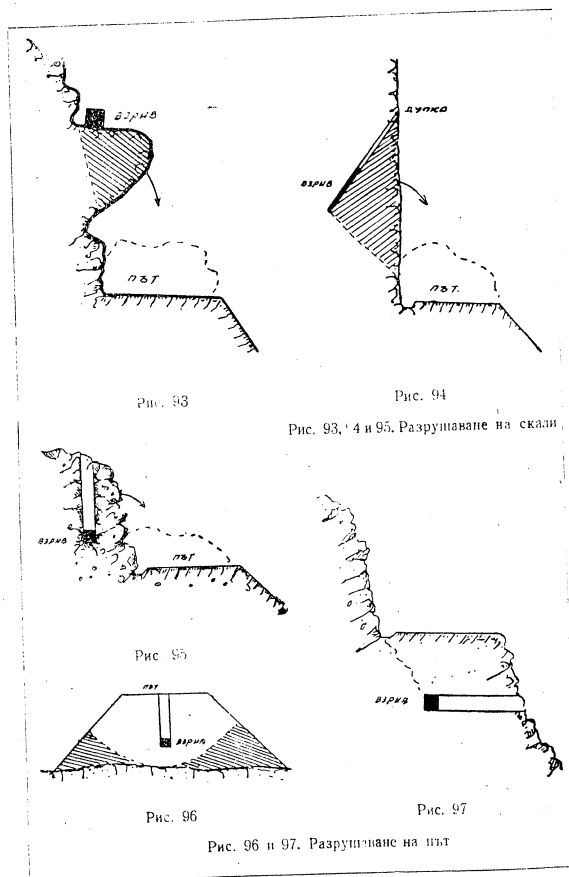 ВЗРИВ
ДУПКА
ВЗРИВ
ПЪТ
ПЪТ.
Рис. 93
Рис. 94
Рис. 93, 4 и 95. Разрушаване на скали
ВЗРИВ
ПЪТ
Рис 95
ПЪТ
ВЗРИВ
ВЗРИВ
Рис. 96
Рис. 97
Рис. 96 и 97. Разрушаване на път